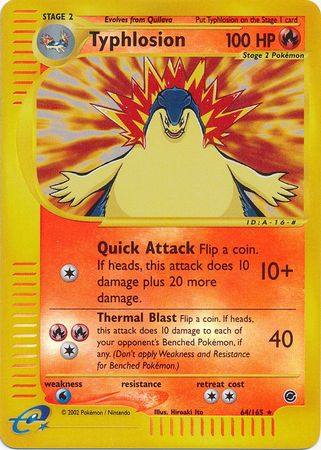 STAGE 2
Evolves from Quilava
Put Typhlosion on the Stage 1 card
Typhlosion 100 HP
Stage 2 Pokémon
ID:A-16-#
Quick Attack Flip a coin.
If heads, this attack does 10
damage plus 20 more
damage.
10+
Thermal Blast Flip a coin. If heads,
this attack does 10 damage to each of
your opponent's Benched Pokémon, if
any. (Don't apply Weakness and Resistance
for Benched Pokémon.)
40
weakness resistance retreat cost
e
© 2002 Pokémon / Nintendo Illus. Hiroaki Ito 64/165 ★